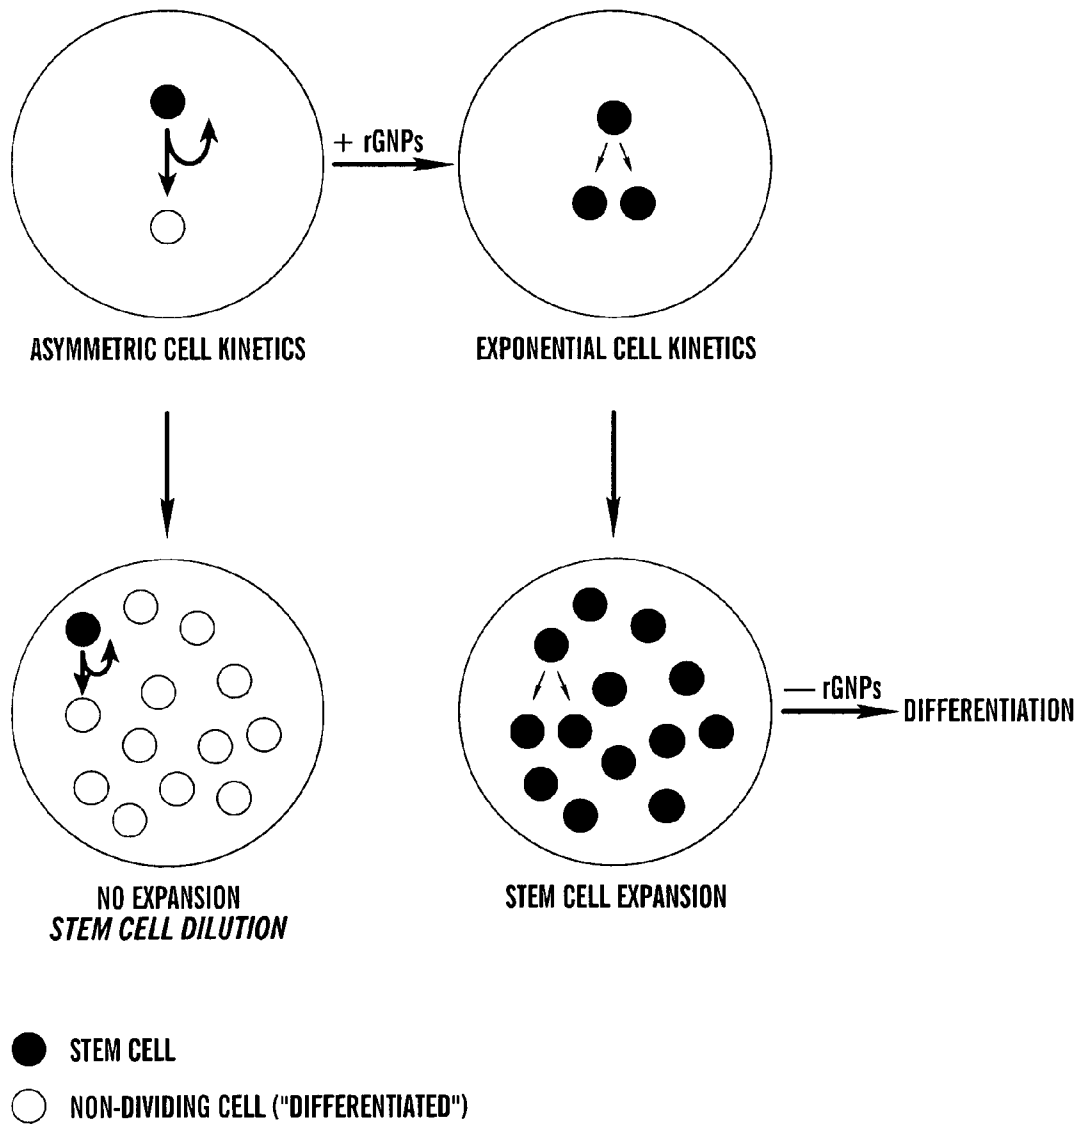 + rGNPs
ASYMMETRIC CELL KINETICS
EXPONENTIAL CELL KINETICS
— rGNPs
DIFFERENTIATION
NO EXPANSION
STEM CELL DILUTION
STEM CELL EXPANSION
STEM CELL
NON-DIVIDING CELL ("DIFFERENTIATED")